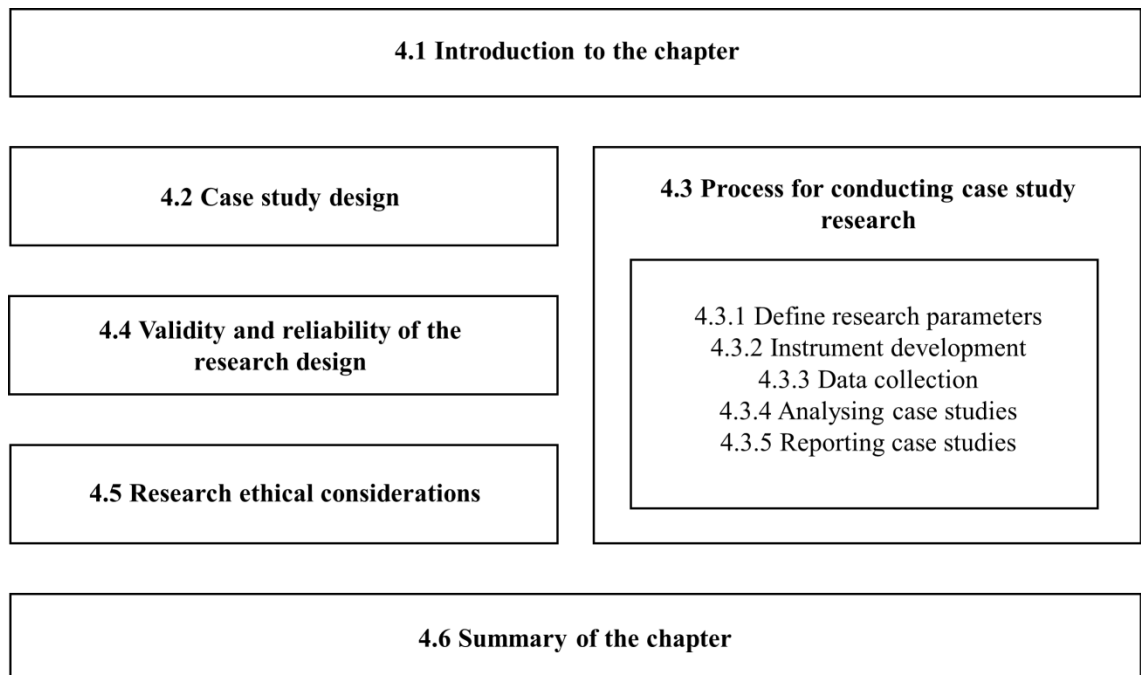 4.1 Introduction to the chapter
4.2 Case study design
4.3 Process for conducting case study
research
4.3.1 Define research parameters
4.3.2 Instrument development
4.3.3 Data collection
4.3.4 Analysing case studies
4.3.5 Reporting case studies
4.4 Validity and reliability of the
research design
4.5 Research ethical considerations
4.6 Summary of the chapter